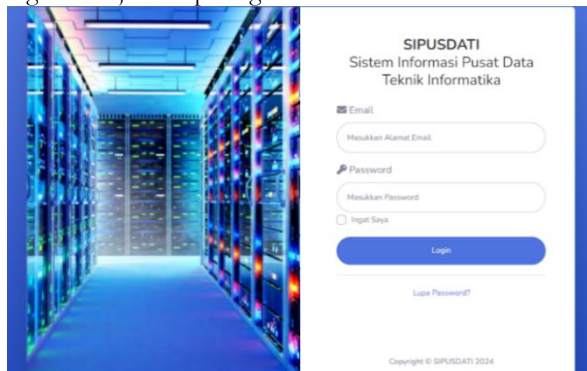 SIPUSDATI
Sistem Informasi Pusat Data
Teknik Informatika
Email
Masukkan Alamat Email
Password
Masukkan Password
Ingat Saya
Login
Lupa Password?
Copyright © SIPUSDATI 2024